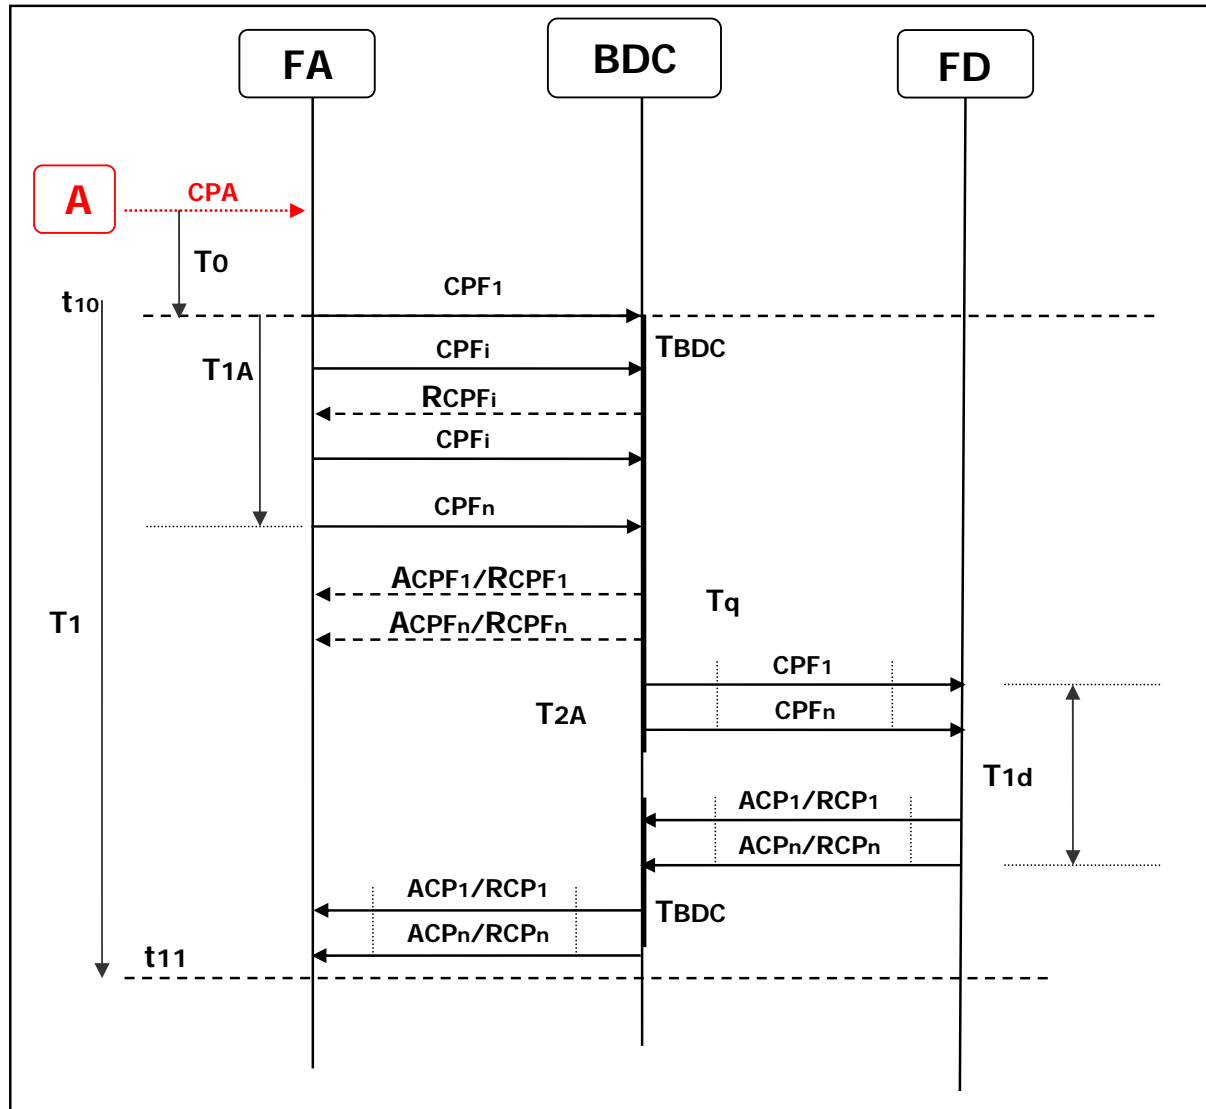 FA
BDC
FD
A
CPA
T0
t10
CPF1
TBDC
CPFi
T1A
RCPFi
CPFi
CPFn
ACPF1/RCPF1
Tq
T1
ACPFn/RCPFn
CPF1
T2A
CPFn
T1d
ACP1/RCP1
ACPn/RCPn
ACP1/RCP1
TBDC
ACPn/RCPn
t11